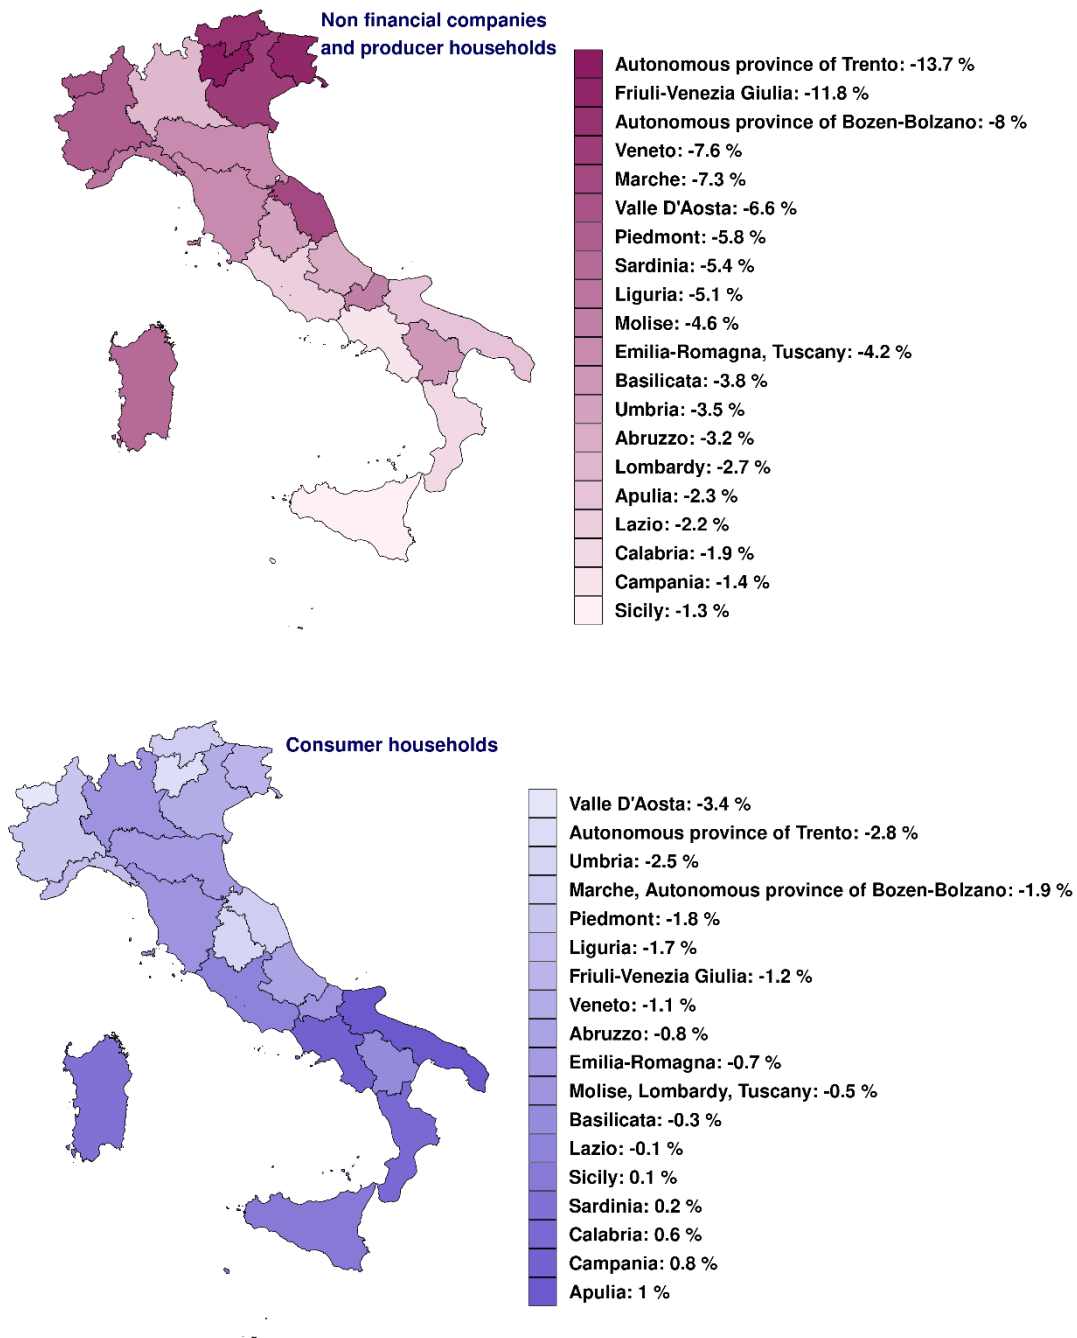 Non financial companies
and producer households
Autonomous province of Trento: -13.7 %
Friuli-Venezia Giulia: -11.8 %
Autonomous province of Bozen-Bolzano: -8 %
Veneto: -7.6 %
Marche: -7.3 %
Valle D'Aosta: -6.6 %
Piedmont: -5.8 %
Sardinia: -5.4 %
Liguria: -5.1 %
Molise: -4.6 %
Emilia-Romagna, Tuscany: -4.2 %
Basilicata: -3.8 %
Umbria: -3.5 %
Abruzzo: -3.2 %
Lombardy: -2.7 %
Apulia: -2.3 %
Lazio: -2.2 %
Calabria: -1.9 %
Campania: -1.4 %
Sicily: -1.3 %
Consumer households
Valle D'Aosta: -3.4 %
Autonomous province of Trento: -2.8 %
Umbria: -2.5 %
Marche, Autonomous province of Bozen-Bolzano: -1.9 %
Piedmont: -1.8 %
Liguria: -1.7 %
Friuli-Venezia Giulia: -1.2 %
Veneto: -1.1 %
Abruzzo: -0.8 %
Emilia-Romagna: -0.7 %
Molise, Lombardy, Tuscany: -0.5 %
Basilicata: -0.3 %
Lazio: -0.1 %
Sicily: 0.1 %
Sardinia: 0.2 %
Calabria: 0.6 %
Campania: 0.8 %
Apulia: 1 %